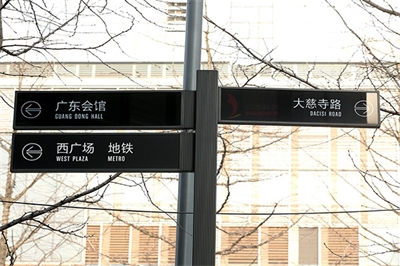 广东会馆
GUANG DONG HALL
西广场 地铁
WEST PLAZA METRO
大慈寺路
DACISI ROAD